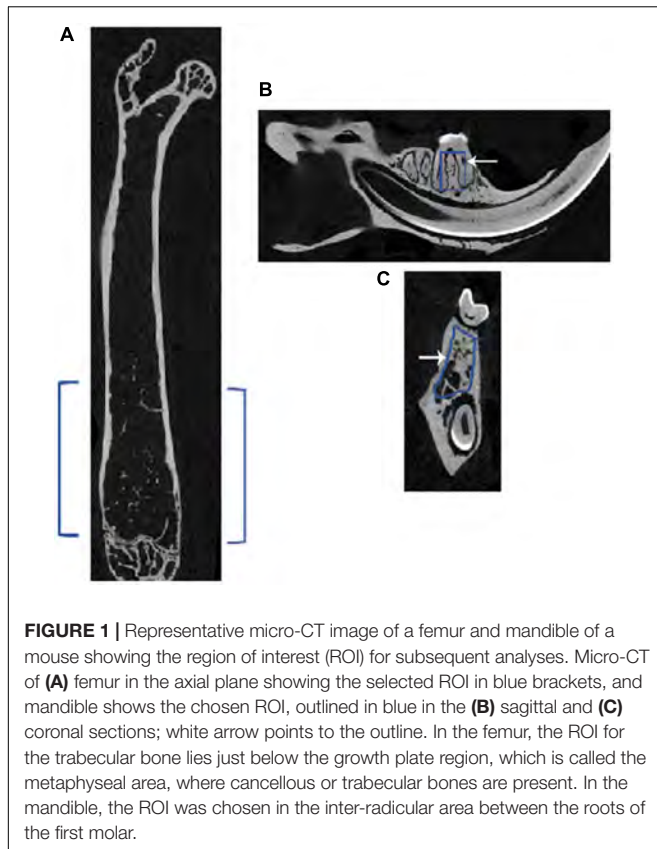 A
B
C
FIGURE 1 | Representative micro-CT image of a femur and mandible of a
mouse showing the region of interest (ROI) for subsequent analyses. Micro-CT
of (A) femur in the axial plane showing the selected ROI in blue brackets, and
mandible shows the chosen ROI, outlined in blue in the (B) sagittal and (C)
coronal sections; white arrow points to the outline. In the femur, the ROI for
the trabecular bone lies just below the growth plate region, which is called the
metaphyseal area, where cancellous or trabecular bones are present. In the
mandible, the ROI was chosen in the inter-radicular area between the roots of
the first molar.